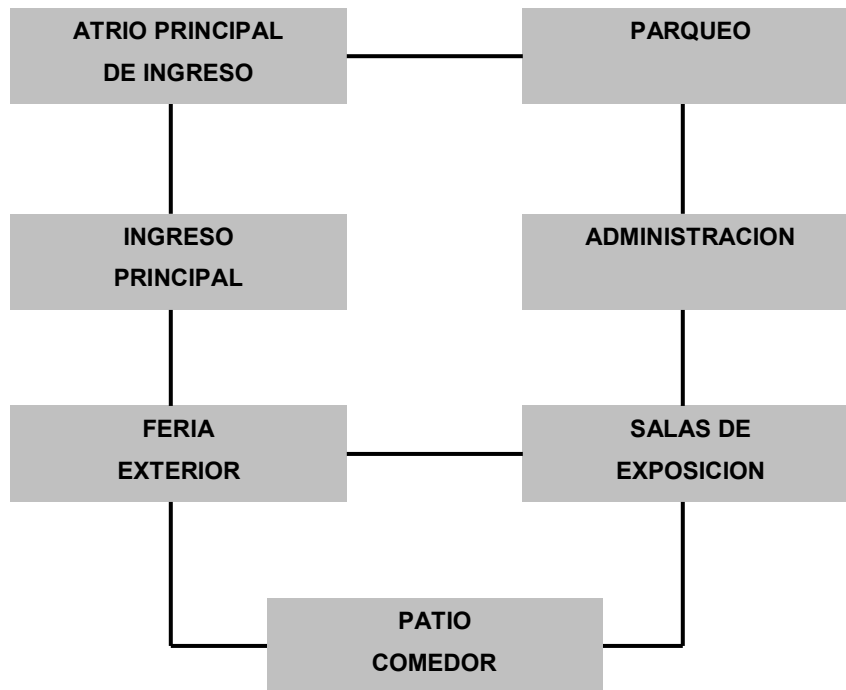 ATRIO PRINCIPAL
DE INGRESO
PARQUEO
INGRESO
PRINCIPAL
ADMINISTRACION
FERIA
EXTERIOR
SALAS DE
EXPOSICION
PATIO
COMEDOR